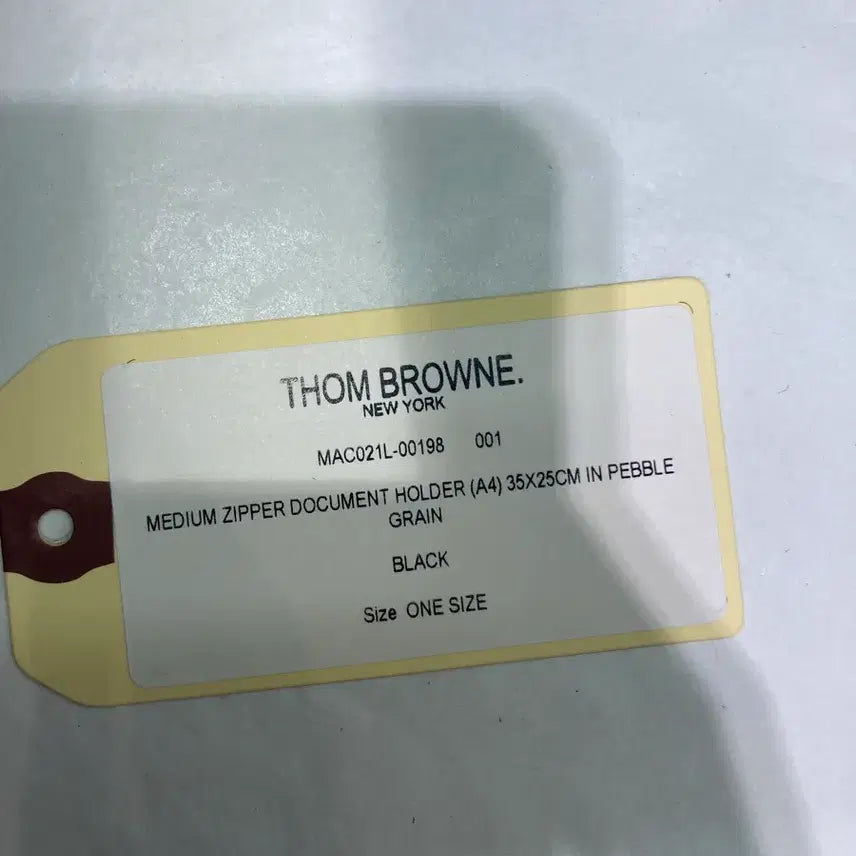 THOM BROWNE.
NEW YORK
MAC021L-00198 001
MEDIUM ZIPPER DOCUMENT HOLDER (A4) 35X25CM IN PEBBLE
GRAIN
BLACK
Size ONE SIZE